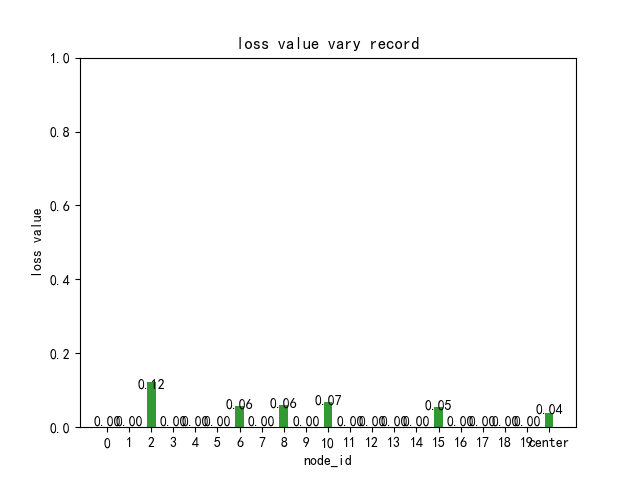 loss value vary record
1.0
0.8
0.6
0.4
0.2
0.0
loss value
0.00 0.00 0.12 0.00 0.00 0.00 0.06 0.00 0.06 0.00 0.07 0.00 0.00 0.00 0.00 0.05 0.00 0.00 0.00 0.00 0.04
0 1 2 3 4 5 6 7 8 9 10 11 12 13 14 15 16 17 18 19 center
node_id